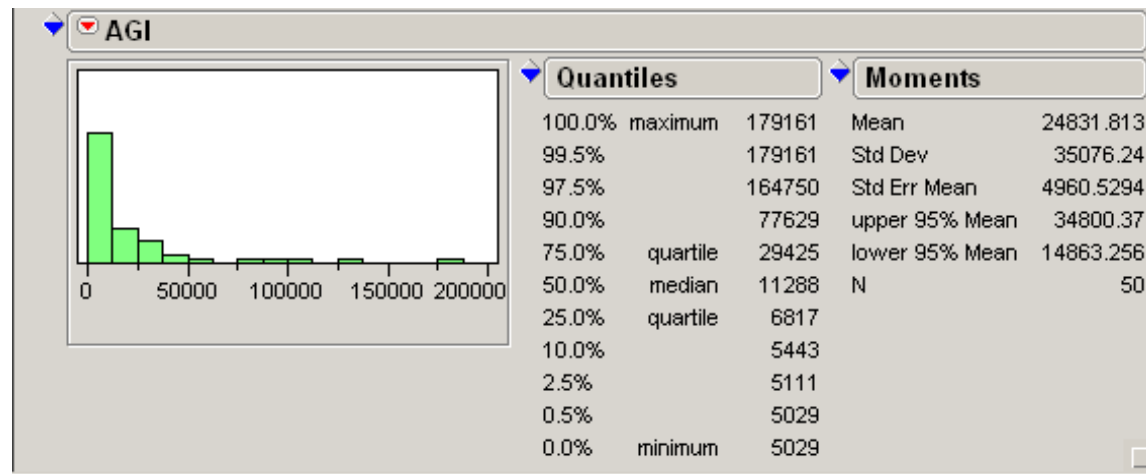 AGI
0 50000 100000 150000 200000
Quantiles
100.0% maximum 179161
99.5% 179161
97.5% 164750
90.0% 77629
75.0% quartile 29425
50.0% median 11288
25.0% quartile 6817
10.0% 5443
2.5% 5111
0.5% 5029
0.0% minimum 5029
Moments
Mean 24831.813
Std Dev 35076.24
Std Err Mean 4960.5294
upper 95% Mean 34800.37
lower 95% Mean 14863.256
N 50